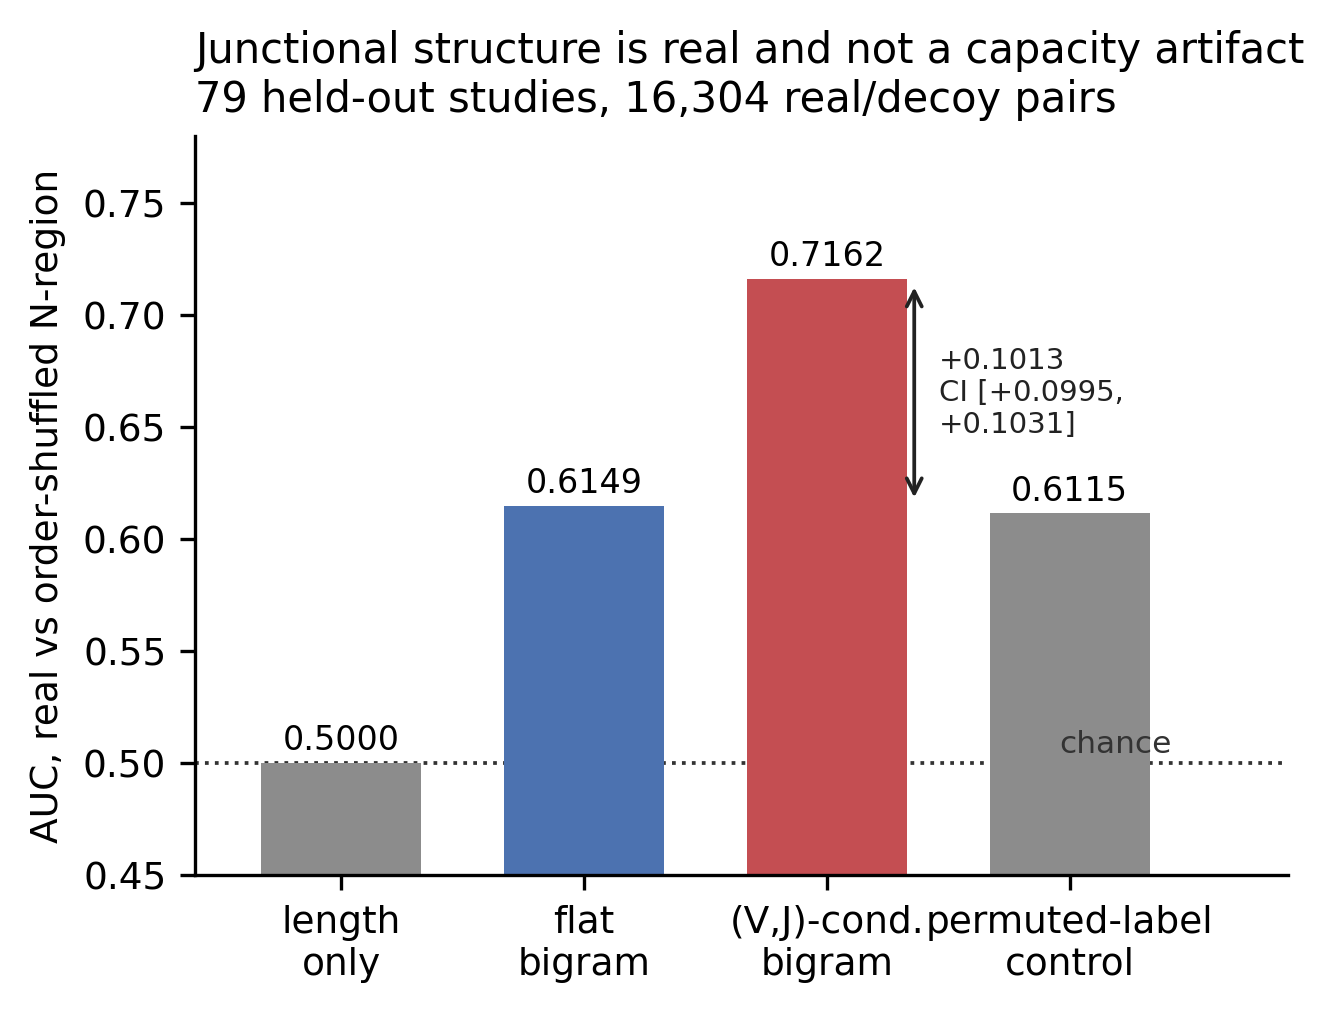 Junctional structure is real and not a capacity artifact
79 held-out studies, 16,304 real/decoy pairs
AUC, real vs order-shuffled N-region
0.75
0.70
0.65
0.60
0.55
0.50
0.45
0.5000
0.6149
0.7162
0.6115
+0.1013
CI [+0.0995,
+0.1031]
chance
length
only
flat
bigram
(V,J)-cond.
bigram
permuted-label
control